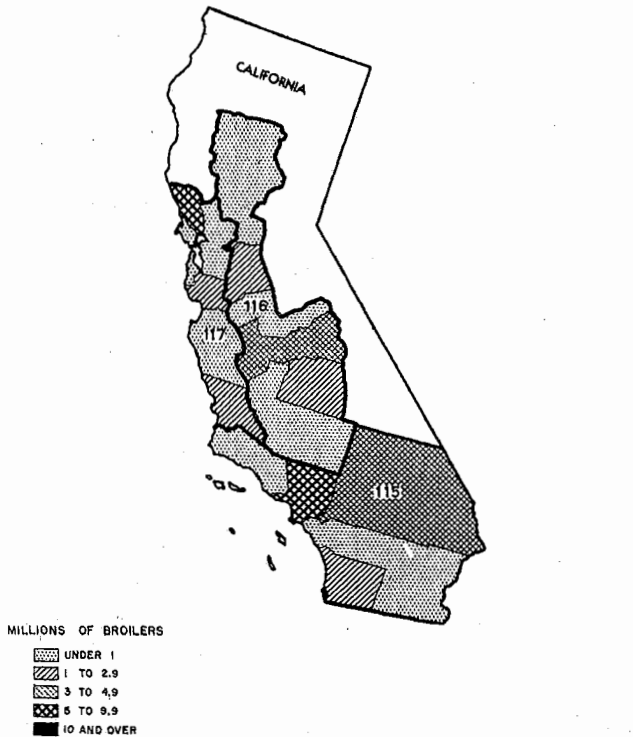 CALIFORNIA
116
117
115
MILLIONS OF BROILERS
UNDER 1
1 TO 2.9
3 TO 4.9
5 TO 9.9
10 AND OVER